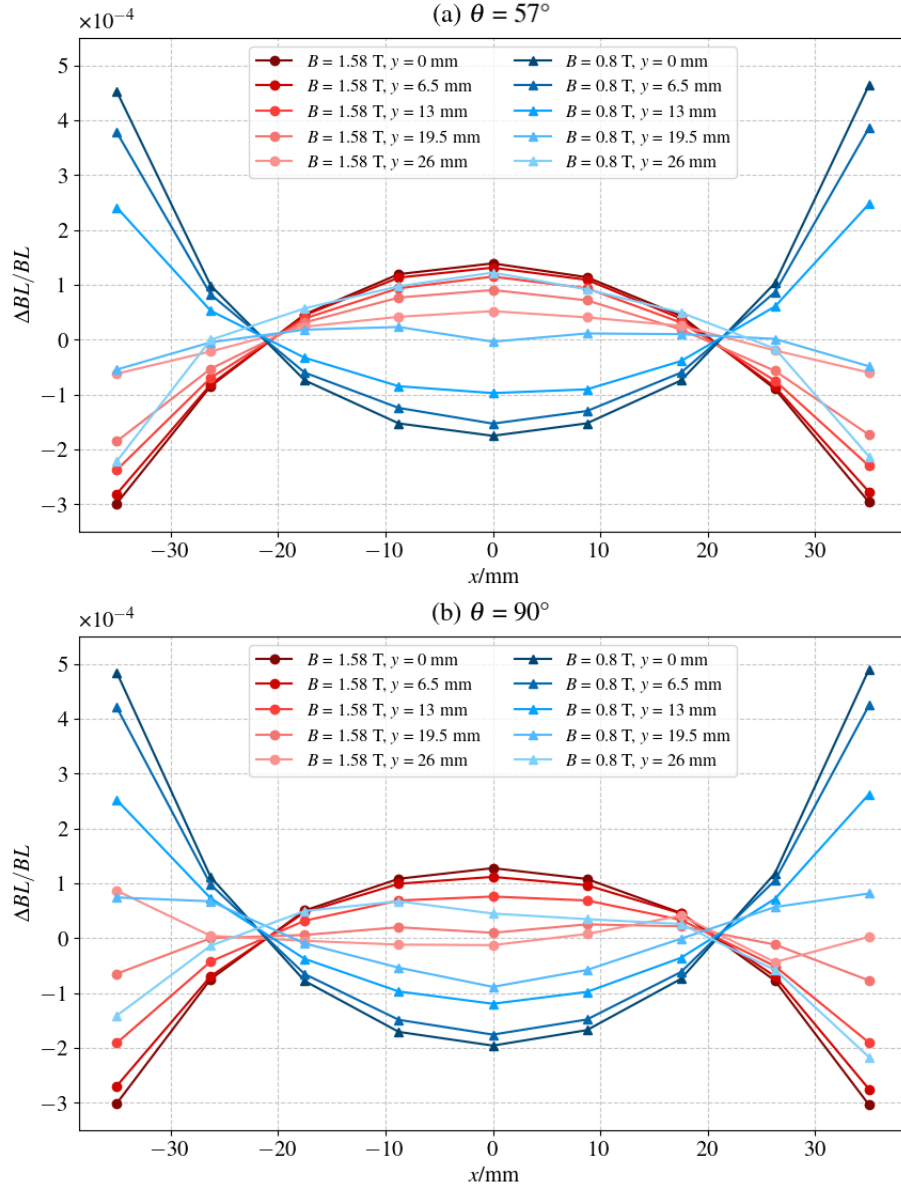 ×10⁻⁴
(a) θ = 57°
5
4
3
2
1
0
−1
−2
−3
ΔBL/BL
B = 1.58 T, y = 0 mm
B = 1.58 T, y = 6.5 mm
B = 1.58 T, y = 13 mm
B = 1.58 T, y = 19.5 mm
B = 1.58 T, y = 26 mm
B = 0.8 T, y = 0 mm
B = 0.8 T, y = 6.5 mm
B = 0.8 T, y = 13 mm
B = 0.8 T, y = 19.5 mm
B = 0.8 T, y = 26 mm
−30 −20 −10 0 10 20 30
x/mm
×10⁻⁴
(b) θ = 90°
5
4
3
2
1
0
−1
−2
−3
ΔBL/BL
B = 1.58 T, y = 0 mm
B = 1.58 T, y = 6.5 mm
B = 1.58 T, y = 13 mm
B = 1.58 T, y = 19.5 mm
B = 1.58 T, y = 26 mm
B = 0.8 T, y = 0 mm
B = 0.8 T, y = 6.5 mm
B = 0.8 T, y = 13 mm
B = 0.8 T, y = 19.5 mm
B = 0.8 T, y = 26 mm
−30 −20 −10 0 10 20 30
x/mm